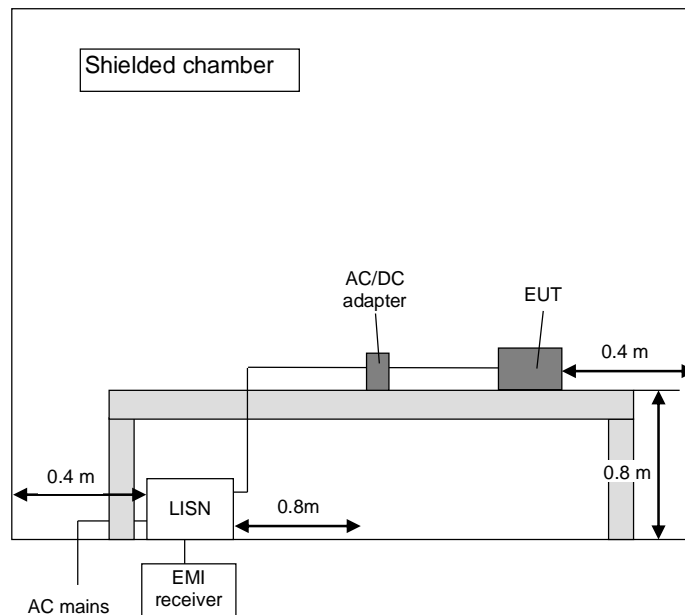 Shielded chamber
AC/DC
adapter
EUT
0.4 m
0.8 m
0.4 m
LISN
0.8m
EMI
receiver
AC mains